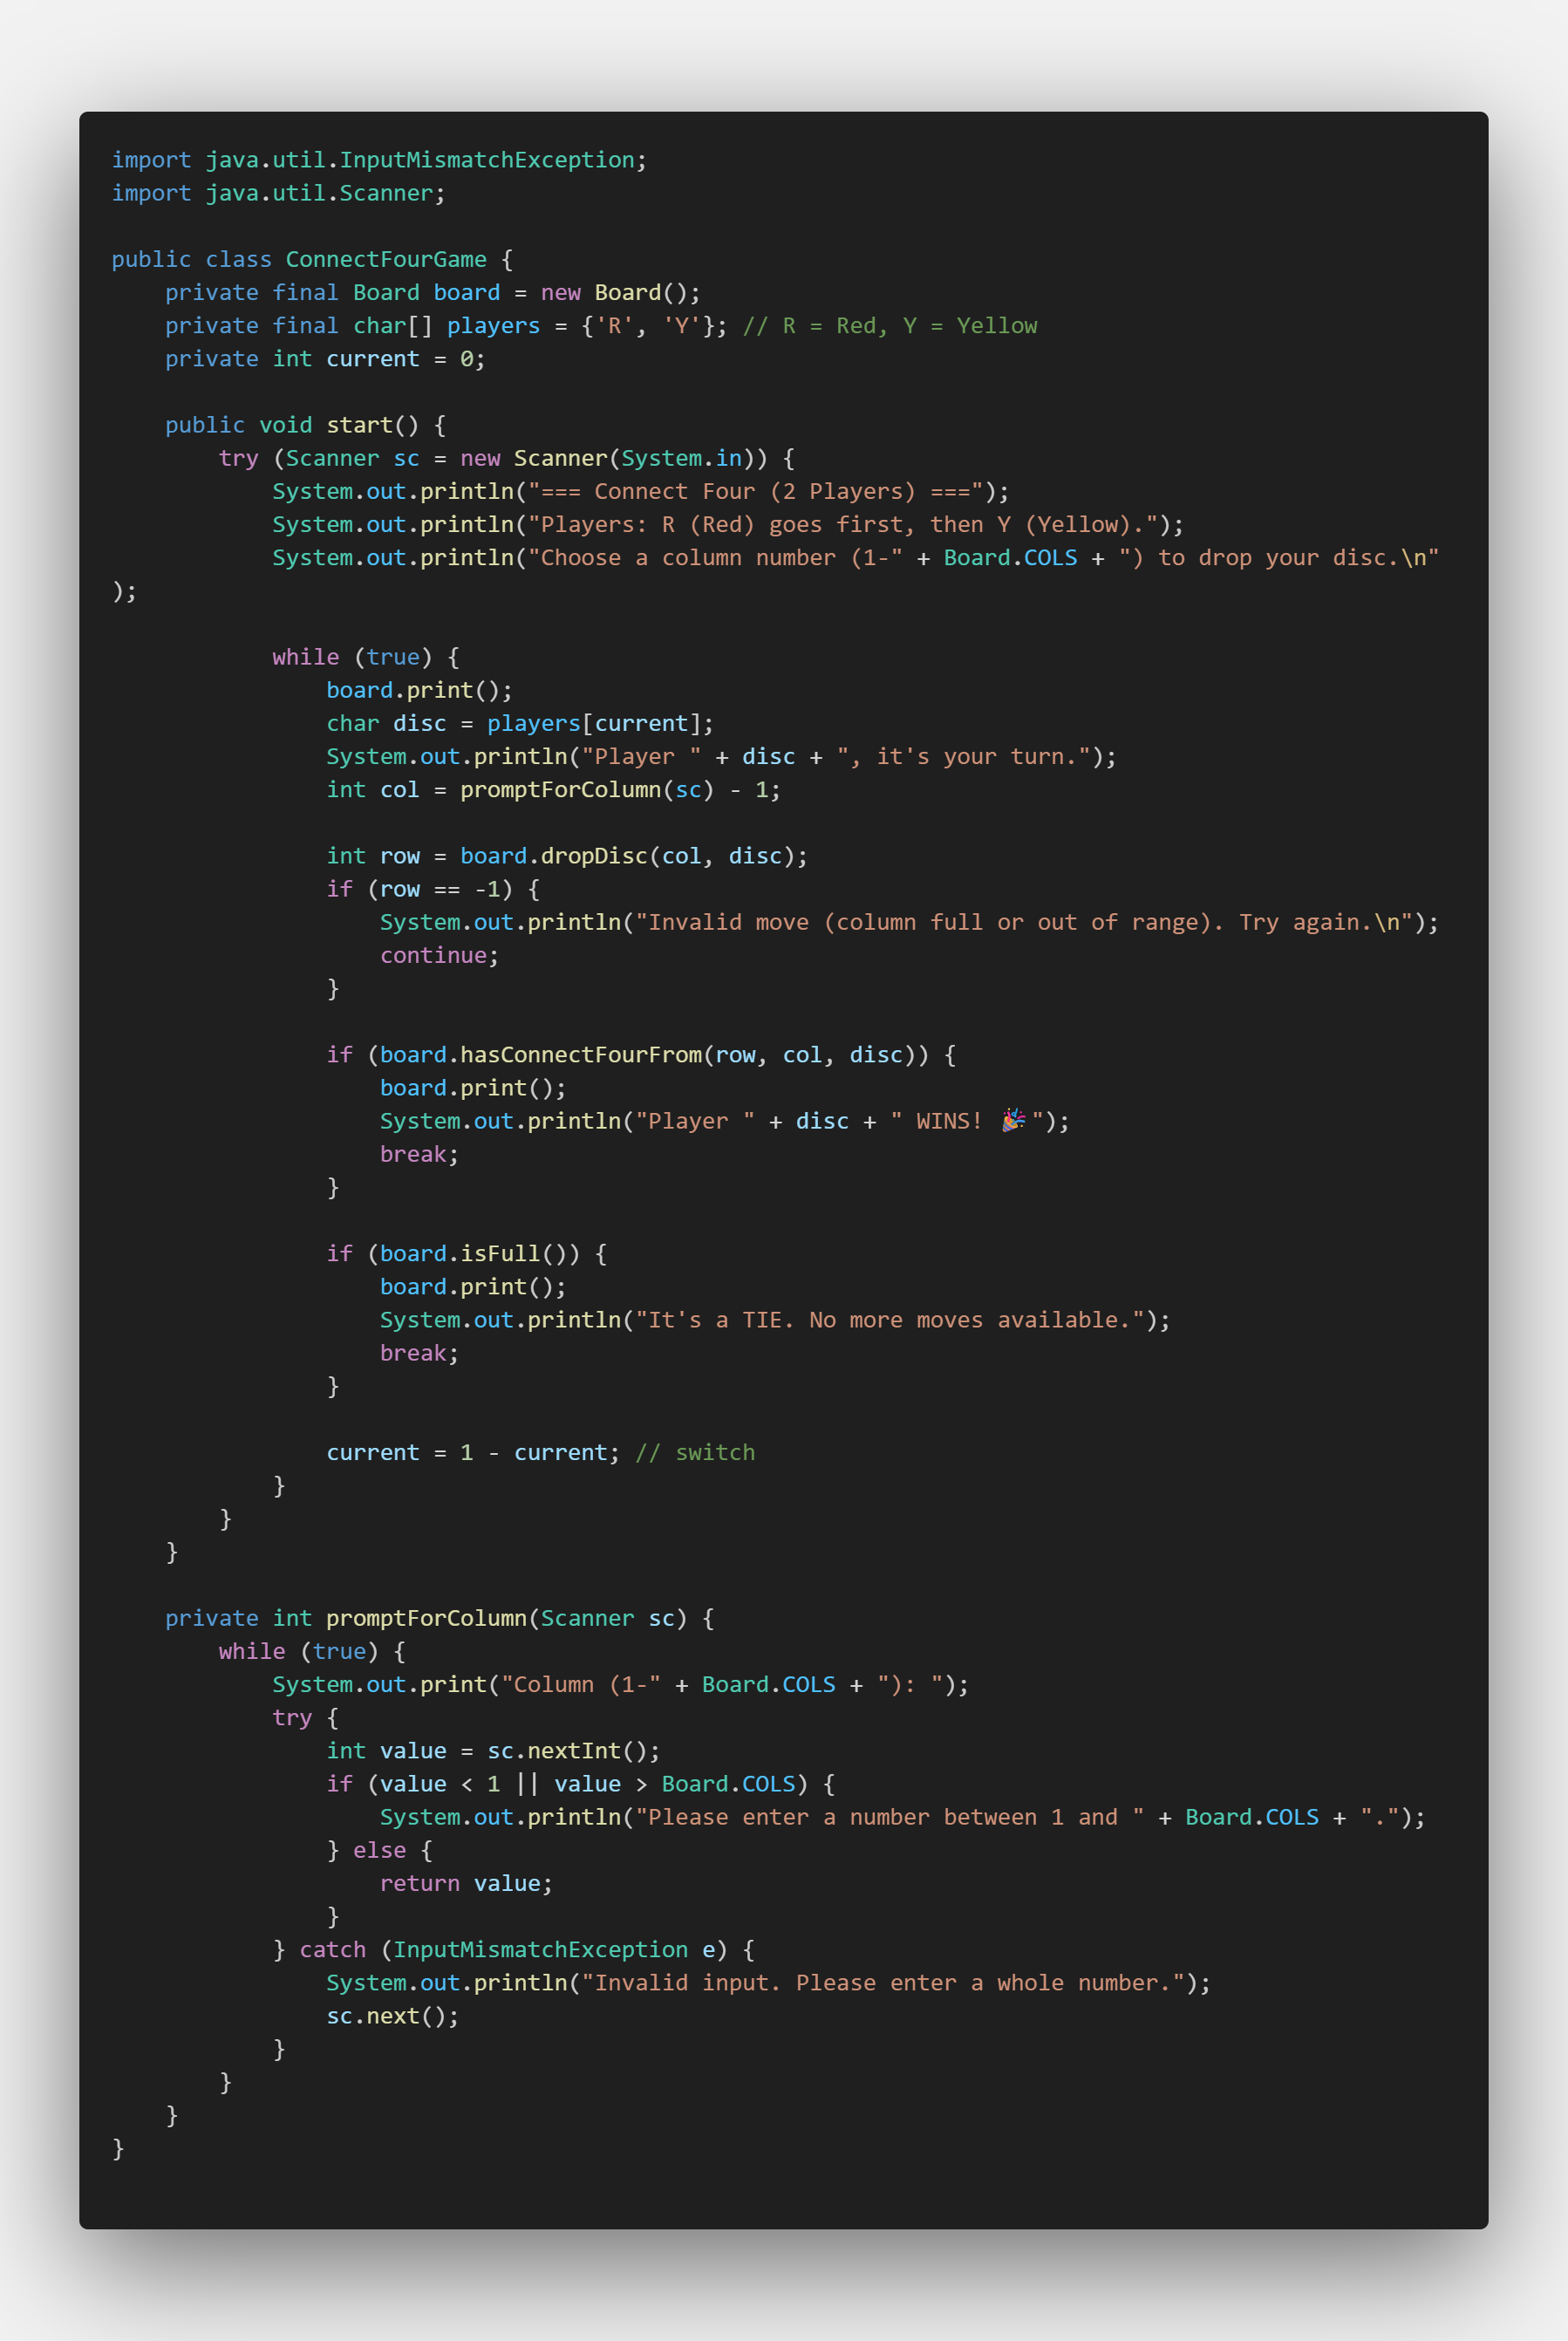 import java.util.InputMismatchException;
import java.util.Scanner;

public class ConnectFourGame {
    private final Board board = new Board();
    private final char[] players = {'R', 'Y'}; // R = Red, Y = Yellow
    private int current = 0;

    public void start() {
        try (Scanner sc = new Scanner(System.in)) {
            System.out.println("=== Connect Four (2 Players) ===");
            System.out.println("Players: R (Red) goes first, then Y (Yellow).");
            System.out.println("Choose a column number (1-" + Board.COLS + ") to drop your disc.\n"
);

            while (true) {
                board.print();
                char disc = players[current];
                System.out.println("Player " + disc + ", it's your turn.");
                int col = promptForColumn(sc) - 1;

                int row = board.dropDisc(col, disc);
                if (row == -1) {
                    System.out.println("Invalid move (column full or out of range). Try again.\n");
                    continue;
                }

                if (board.hasConnectFourFrom(row, col, disc)) {
                    board.print();
                    System.out.println("Player " + disc + " WINS! 🎉");
                    break;
                }

                if (board.isFull()) {
                    board.print();
                    System.out.println("It's a TIE. No more moves available.");
                    break;
                }

                current = 1 - current; // switch
            }
        }
    }

    private int promptForColumn(Scanner sc) {
        while (true) {
            System.out.print("Column (1-" + Board.COLS + "): ");
            try {
                int value = sc.nextInt();
                if (value < 1 || value > Board.COLS) {
                    System.out.println("Please enter a number between 1 and " + Board.COLS + ".");
                } else {
                    return value;
                }
            } catch (InputMismatchException e) {
                System.out.println("Invalid input. Please enter a whole number.");
                sc.next();
            }
        }
    }
}